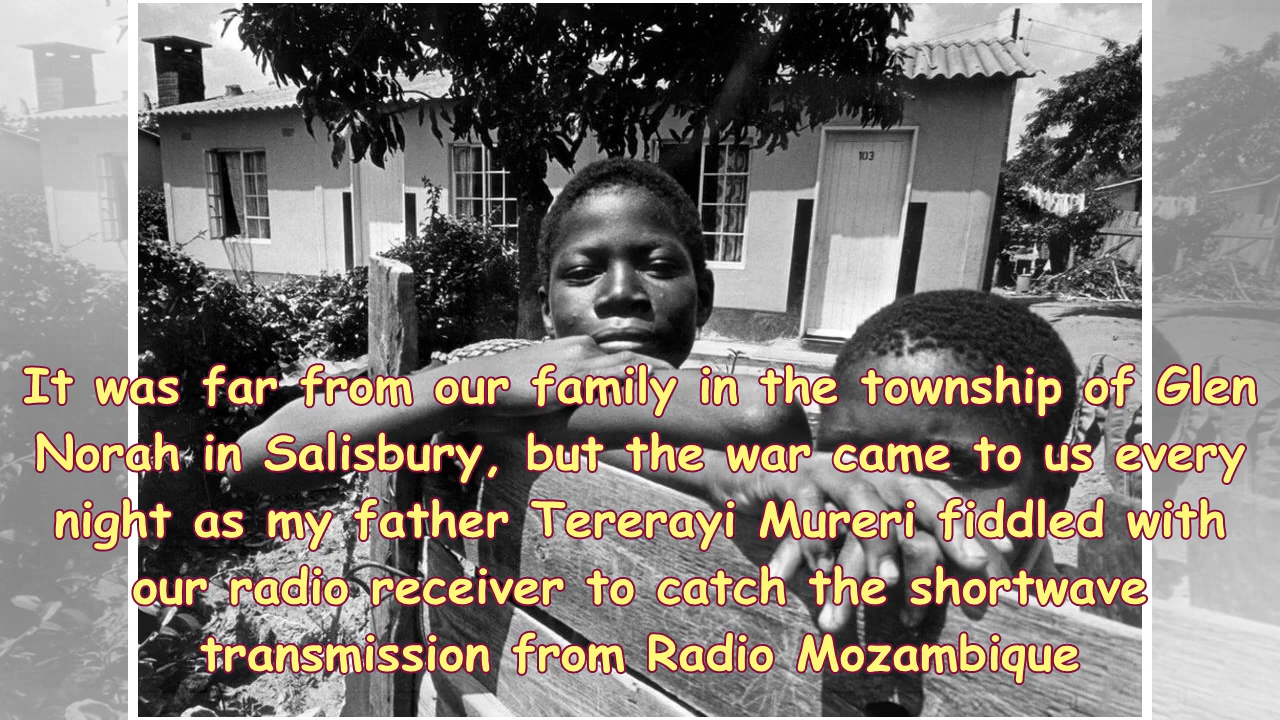 103
It was far from our family in the township of Glen
Norah in Salisbury, but the war came to us every
night as my father Tererayi Mureri fiddled with
our radio receiver to catch the shortwave
transmission from Radio Mozambique